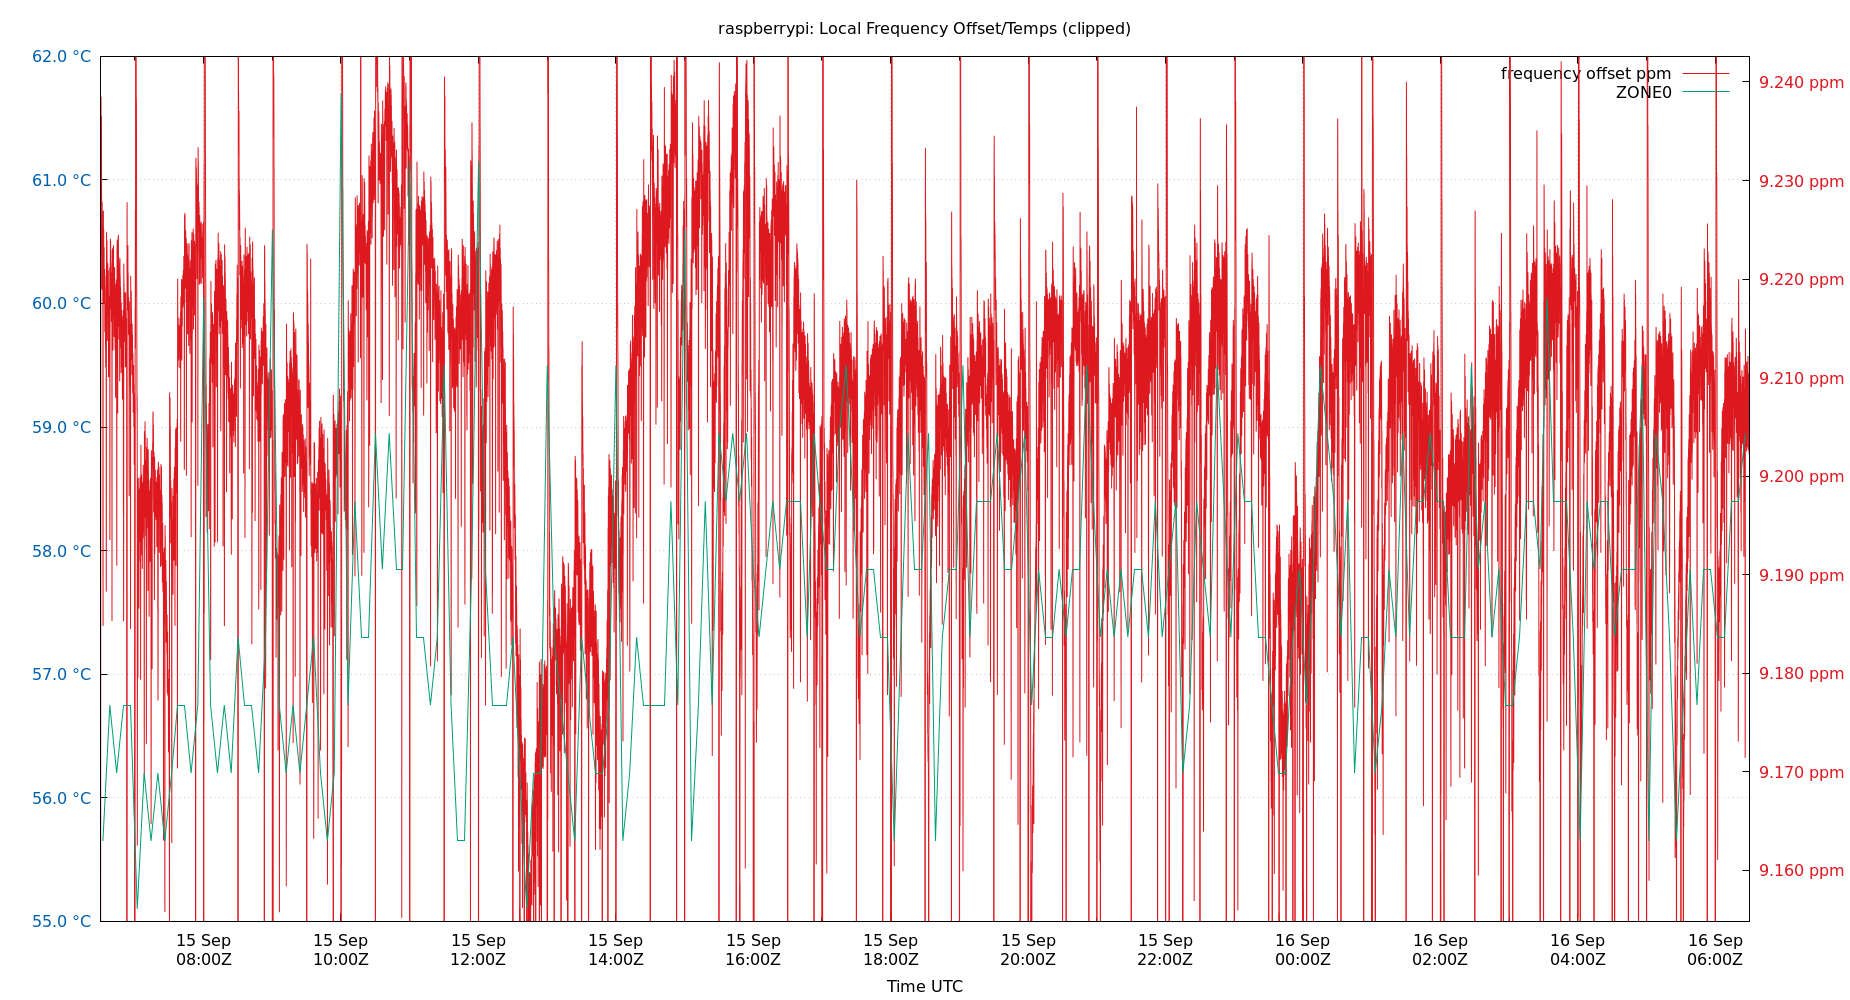 raspberrypi: Local Frequency Offset/Temps (clipped)
62.0 °C
61.0 °C
60.0 °C
59.0 °C
58.0 °C
57.0 °C
56.0 °C
55.0 °C
frequency offset ppm
ZONE0
9.240 ppm
9.230 ppm
9.220 ppm
9.210 ppm
9.200 ppm
9.190 ppm
9.180 ppm
9.170 ppm
9.160 ppm
15 Sep 15 Sep 15 Sep 15 Sep 15 Sep 15 Sep 15 Sep 15 Sep 16 Sep 16 Sep 16 Sep 16 Sep
08:00Z 10:00Z 12:00Z 14:00Z 16:00Z 18:00Z 20:00Z 22:00Z 00:00Z 02:00Z 04:00Z 06:00Z
Time UTC